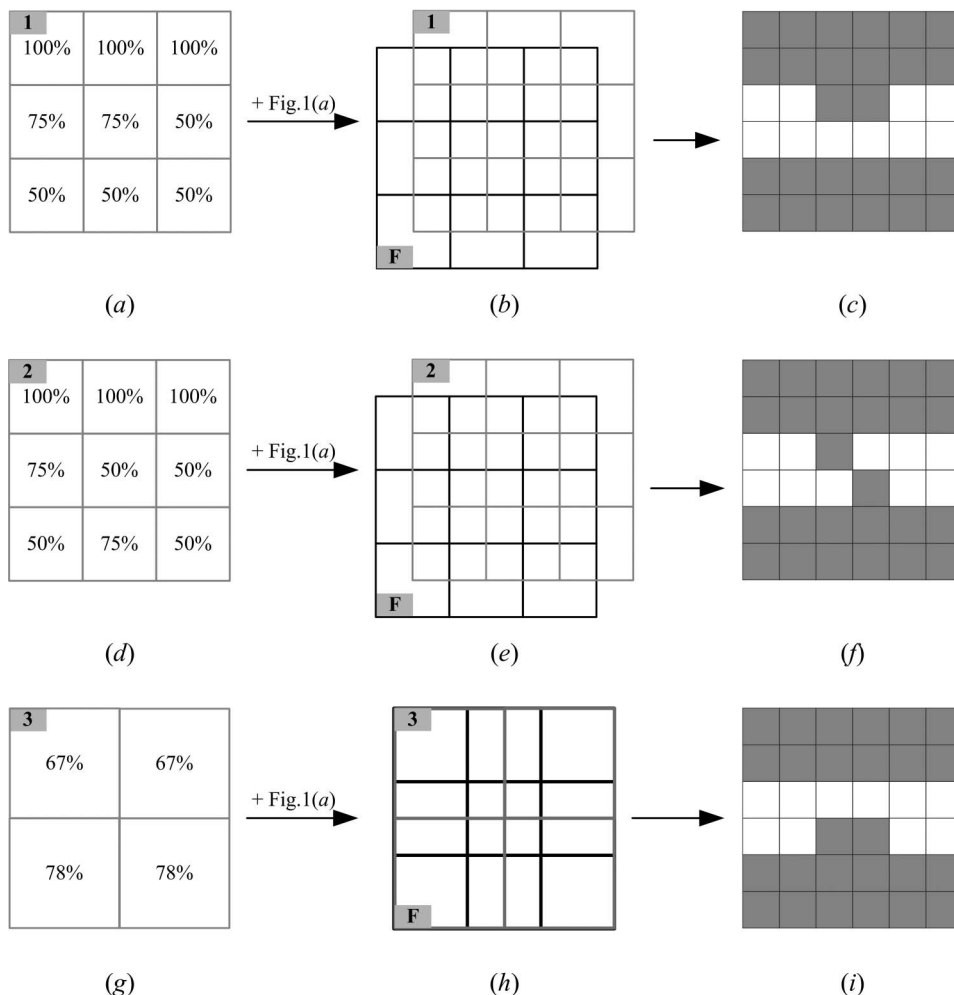 1
100% 100% 100%
75% 75% 50%
50% 50% 50%
+ Fig.1(a)
1
F
(a)
(b)
(c)
2
100% 100% 100%
75% 50% 50%
50% 75% 50%
+ Fig.1(a)
2
F
(d)
(e)
(f)
3
67% 67%
78% 78%
+ Fig.1(a)
3
F
(g)
(h)
(i)